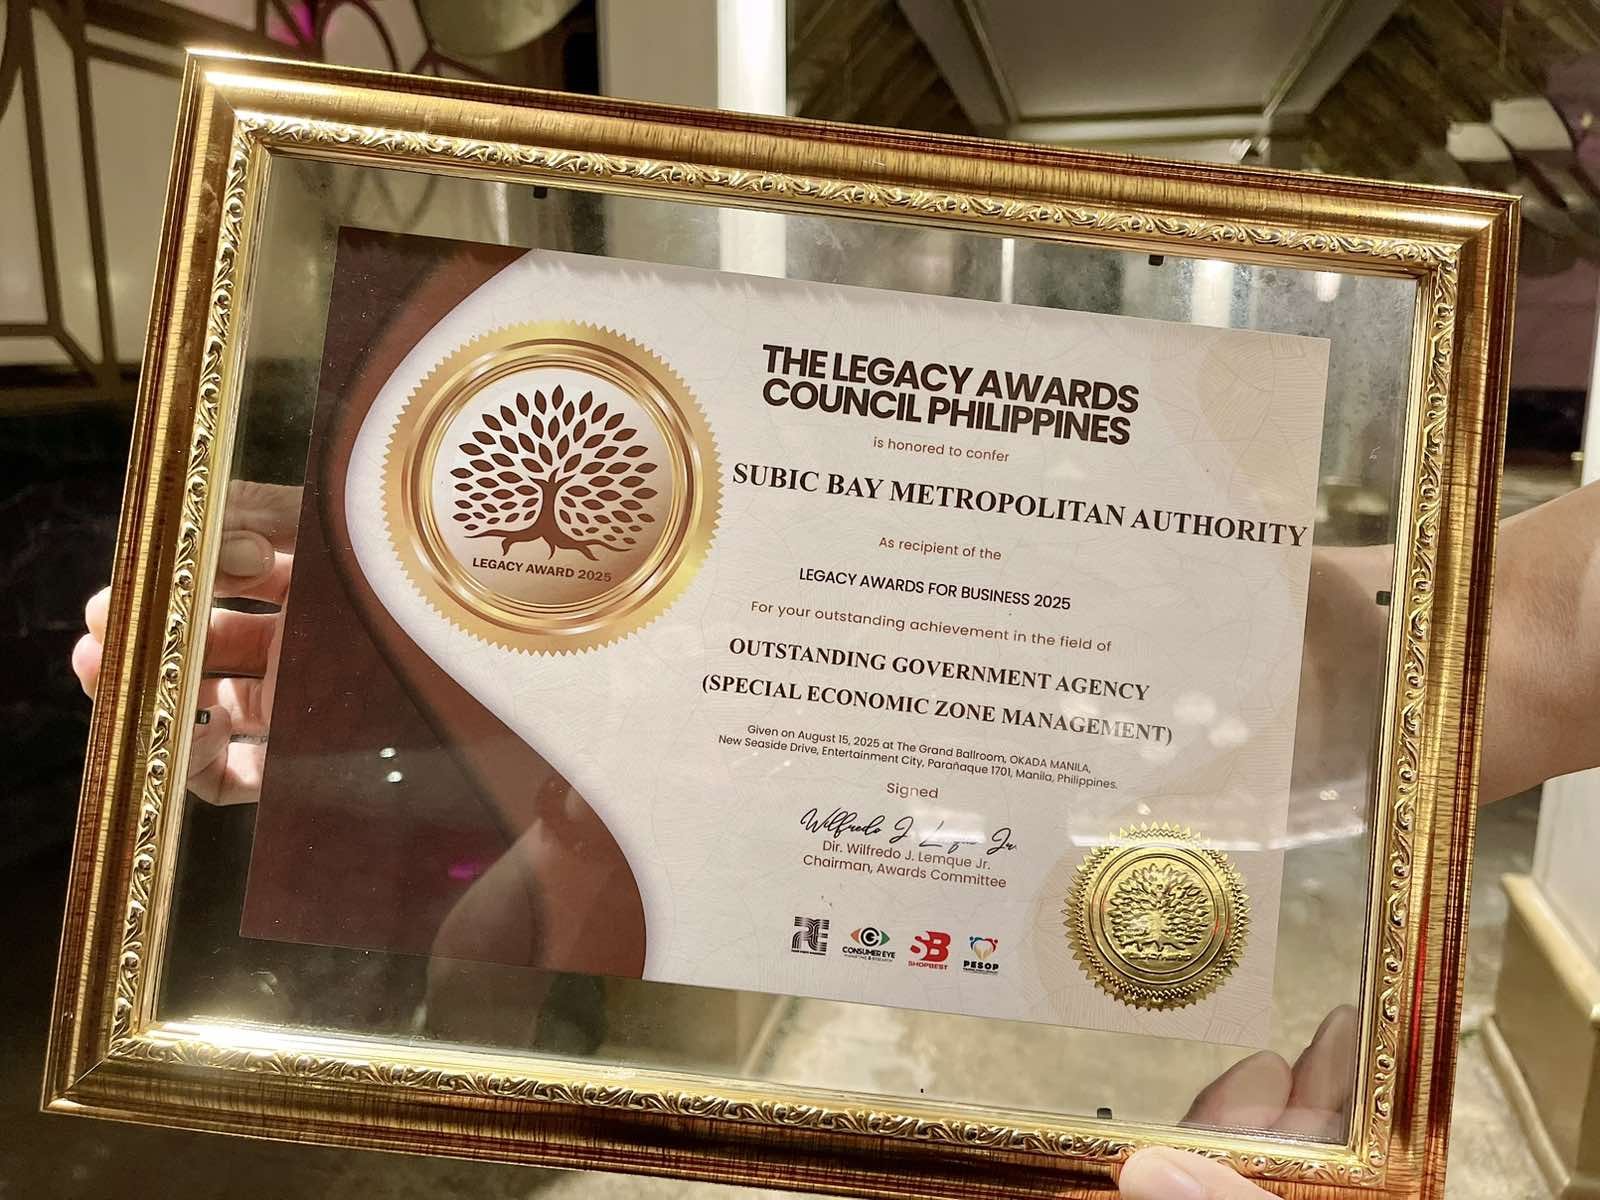 THE LEGACY AWARDS
COUNCIL PHILIPPINES
is honored to confer
SUBIC BAY METROPOLITAN AUTHORITY
As recipient of the
LEGACY AWARDS FOR BUSINESS 2025
For your outstanding achievement in the field of
OUTSTANDING GOVERNMENT AGENCY
(SPECIAL ECONOMIC ZONE MANAGEMENT)
Given on August 15, 2025 at The Grand Ballroom, OKADA MANILA,
New Seaside Drive, Entertainment City, Parañaque 1701, Manila, Philippines.
Signed
Wilfredo J Jr.
Dir. Wilfredo J. Lemque Jr.
Chairman, Awards Committee
LEGACY AWARD 2025
CONSUMER EYE
SB
SHOPBEST
PESOP